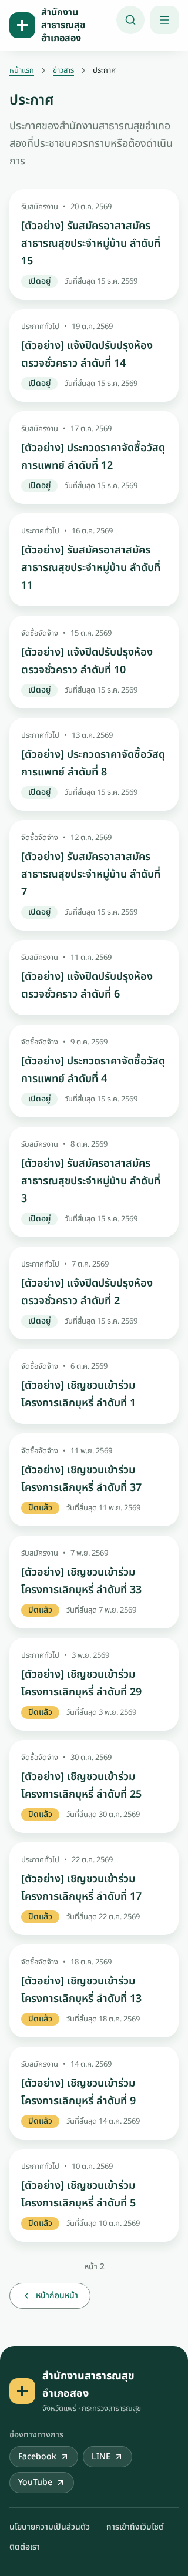 สำนักงานสาธารณสุข
อำเภอสอง
หน้าแรก > ข่าวสาร > ประกาศ
ประกาศ
ประกาศของสำนักงานสาธารณสุขอำเภอ
สองที่ประชาชนควรทราบหรือต้องดำเนิน
การ
รับสมัครงาน • 20 ต.ค. 2569
[ตัวอย่าง] รับสมัครอาสาสมัคร
สาธารณสุขประจำหมู่บ้าน ลำดับที่
15
เปิดอยู่ วันที่สิ้นสุด 15 ธ.ค. 2569
ประกาศทั่วไป • 19 ต.ค. 2569
[ตัวอย่าง] แจ้งปิดปรับปรุงห้อง
ตรวจชั่วคราว ลำดับที่ 14
เปิดอยู่ วันที่สิ้นสุด 15 ธ.ค. 2569
รับสมัครงาน • 17 ต.ค. 2569
[ตัวอย่าง] ประกวดราคาจัดซื้อวัสดุ
การแพทย์ ลำดับที่ 12
เปิดอยู่ วันที่สิ้นสุด 15 ธ.ค. 2569
ประกาศทั่วไป • 16 ต.ค. 2569
[ตัวอย่าง] รับสมัครอาสาสมัคร
สาธารณสุขประจำหมู่บ้าน ลำดับที่
11
จัดซื้อจัดจ้าง • 15 ต.ค. 2569
[ตัวอย่าง] แจ้งปิดปรับปรุงห้อง
ตรวจชั่วคราว ลำดับที่ 10
เปิดอยู่ วันที่สิ้นสุด 15 ธ.ค. 2569
ประกาศทั่วไป • 13 ต.ค. 2569
[ตัวอย่าง] ประกวดราคาจัดซื้อวัสดุ
การแพทย์ ลำดับที่ 8
เปิดอยู่ วันที่สิ้นสุด 15 ธ.ค. 2569
จัดซื้อจัดจ้าง • 12 ต.ค. 2569
[ตัวอย่าง] รับสมัครอาสาสมัคร
สาธารณสุขประจำหมู่บ้าน ลำดับที่
7
เปิดอยู่ วันที่สิ้นสุด 15 ธ.ค. 2569
รับสมัครงาน • 11 ต.ค. 2569
[ตัวอย่าง] แจ้งปิดปรับปรุงห้อง
ตรวจชั่วคราว ลำดับที่ 6
จัดซื้อจัดจ้าง • 9 ต.ค. 2569
[ตัวอย่าง] ประกวดราคาจัดซื้อวัสดุ
การแพทย์ ลำดับที่ 4
เปิดอยู่ วันที่สิ้นสุด 15 ธ.ค. 2569
รับสมัครงาน • 8 ต.ค. 2569
[ตัวอย่าง] รับสมัครอาสาสมัคร
สาธารณสุขประจำหมู่บ้าน ลำดับที่
3
เปิดอยู่ วันที่สิ้นสุด 15 ธ.ค. 2569
ประกาศทั่วไป • 7 ต.ค. 2569
[ตัวอย่าง] แจ้งปิดปรับปรุงห้อง
ตรวจชั่วคราว ลำดับที่ 2
เปิดอยู่ วันที่สิ้นสุด 15 ธ.ค. 2569
จัดซื้อจัดจ้าง • 6 ต.ค. 2569
[ตัวอย่าง] เชิญชวนเข้าร่วม
โครงการเลิกบุหรี่ ลำดับที่ 1
จัดซื้อจัดจ้าง • 11 พ.ย. 2569
[ตัวอย่าง] เชิญชวนเข้าร่วม
โครงการเลิกบุหรี่ ลำดับที่ 37
ปิดแล้ว วันที่สิ้นสุด 11 พ.ย. 2569
รับสมัครงาน • 7 พ.ย. 2569
[ตัวอย่าง] เชิญชวนเข้าร่วม
โครงการเลิกบุหรี่ ลำดับที่ 33
ปิดแล้ว วันที่สิ้นสุด 7 พ.ย. 2569
ประกาศทั่วไป • 3 พ.ย. 2569
[ตัวอย่าง] เชิญชวนเข้าร่วม
โครงการเลิกบุหรี่ ลำดับที่ 29
ปิดแล้ว วันที่สิ้นสุด 3 พ.ย. 2569
จัดซื้อจัดจ้าง • 30 ต.ค. 2569
[ตัวอย่าง] เชิญชวนเข้าร่วม
โครงการเลิกบุหรี่ ลำดับที่ 25
ปิดแล้ว วันที่สิ้นสุด 30 ต.ค. 2569
ประกาศทั่วไป • 22 ต.ค. 2569
[ตัวอย่าง] เชิญชวนเข้าร่วม
โครงการเลิกบุหรี่ ลำดับที่ 17
ปิดแล้ว วันที่สิ้นสุด 22 ต.ค. 2569
จัดซื้อจัดจ้าง • 18 ต.ค. 2569
[ตัวอย่าง] เชิญชวนเข้าร่วม
โครงการเลิกบุหรี่ ลำดับที่ 13
ปิดแล้ว วันที่สิ้นสุด 18 ต.ค. 2569
รับสมัครงาน • 14 ต.ค. 2569
[ตัวอย่าง] เชิญชวนเข้าร่วม
โครงการเลิกบุหรี่ ลำดับที่ 9
ปิดแล้ว วันที่สิ้นสุด 14 ต.ค. 2569
ประกาศทั่วไป • 10 ต.ค. 2569
[ตัวอย่าง] เชิญชวนเข้าร่วม
โครงการเลิกบุหรี่ ลำดับที่ 5
ปิดแล้ว วันที่สิ้นสุด 10 ต.ค. 2569
หน้า 2
หน้าก่อนหน้า
สำนักงานสาธารณสุข
อำเภอสอง
จังหวัดแพร่ · กระทรวงสาธารณสุข
ช่องทางทางการ
Facebook LINE
YouTube
นโยบายความเป็นส่วนตัว การเข้าถึงเว็บไซต์
ติดต่อเรา